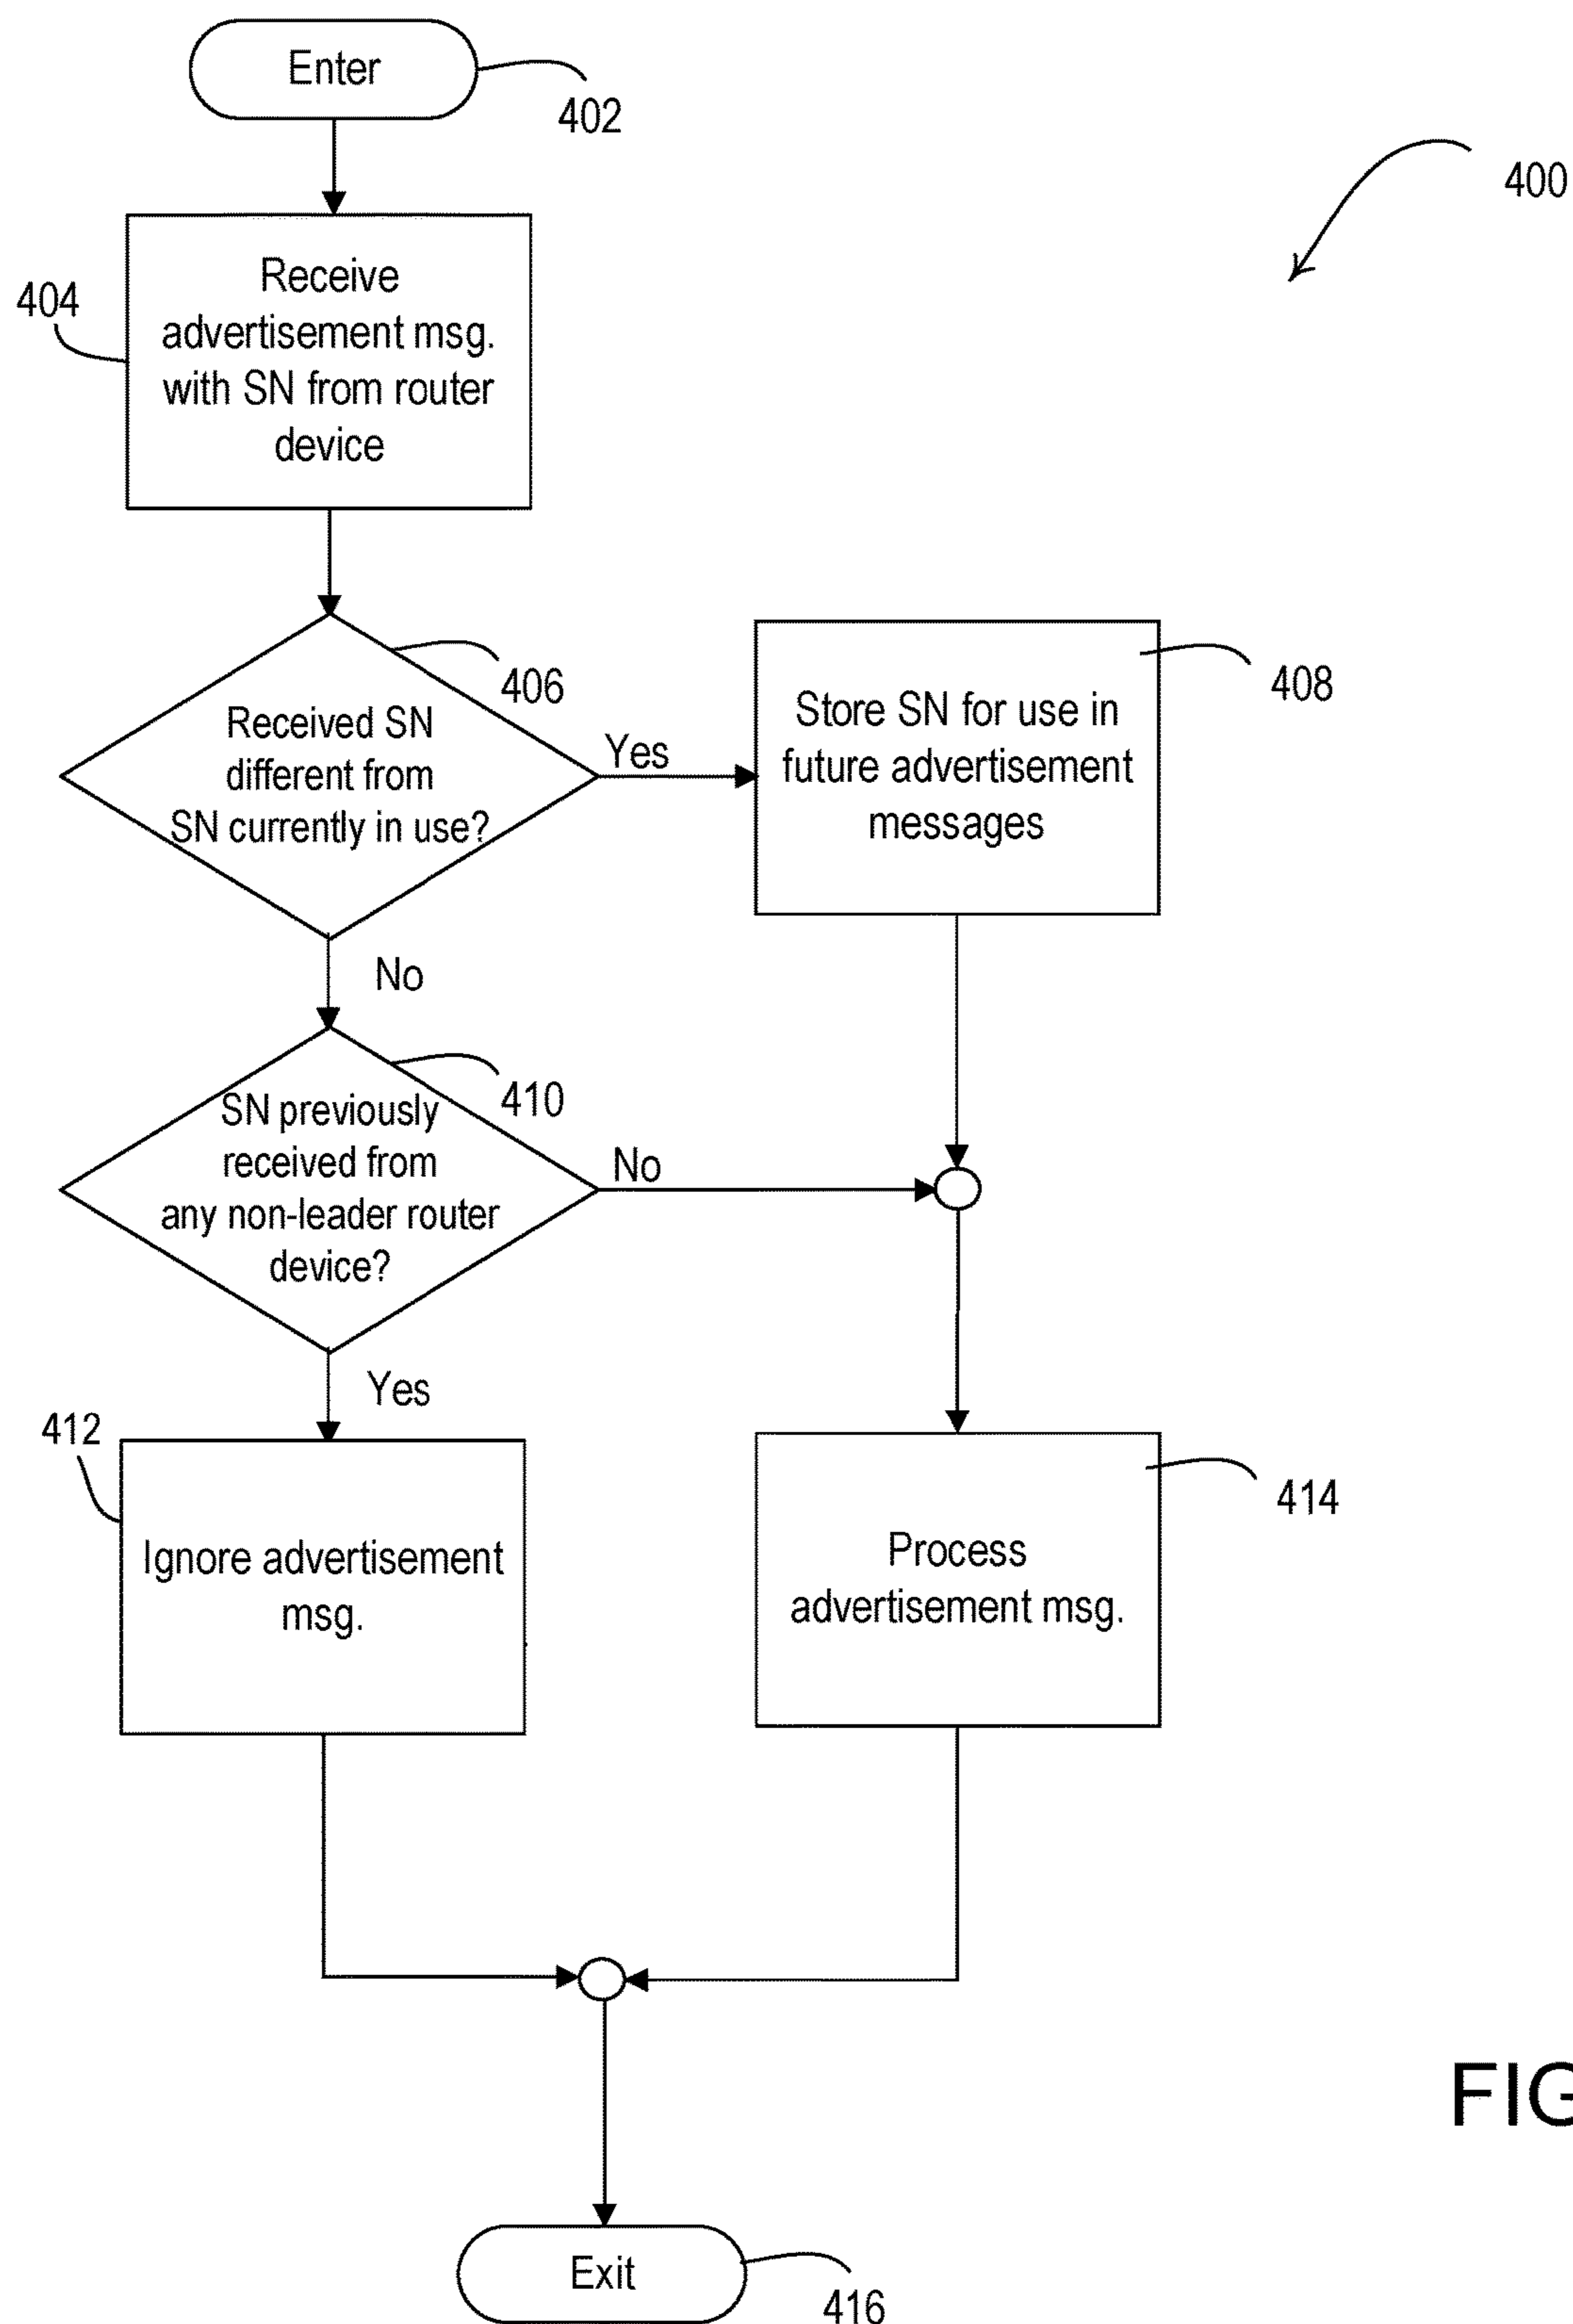 Enter
402
400
Receive
advertisement msg.
with SN from router
device
404
406
Received SN
different from
SN currently in use?
Yes
Store SN for use in
future advertisement
messages
408
No
410
SN previously
received from
any non-leader router
device?
No
Yes
412
Ignore advertisement
msg.
Process
advertisement msg.
414
FIG
Exit
416